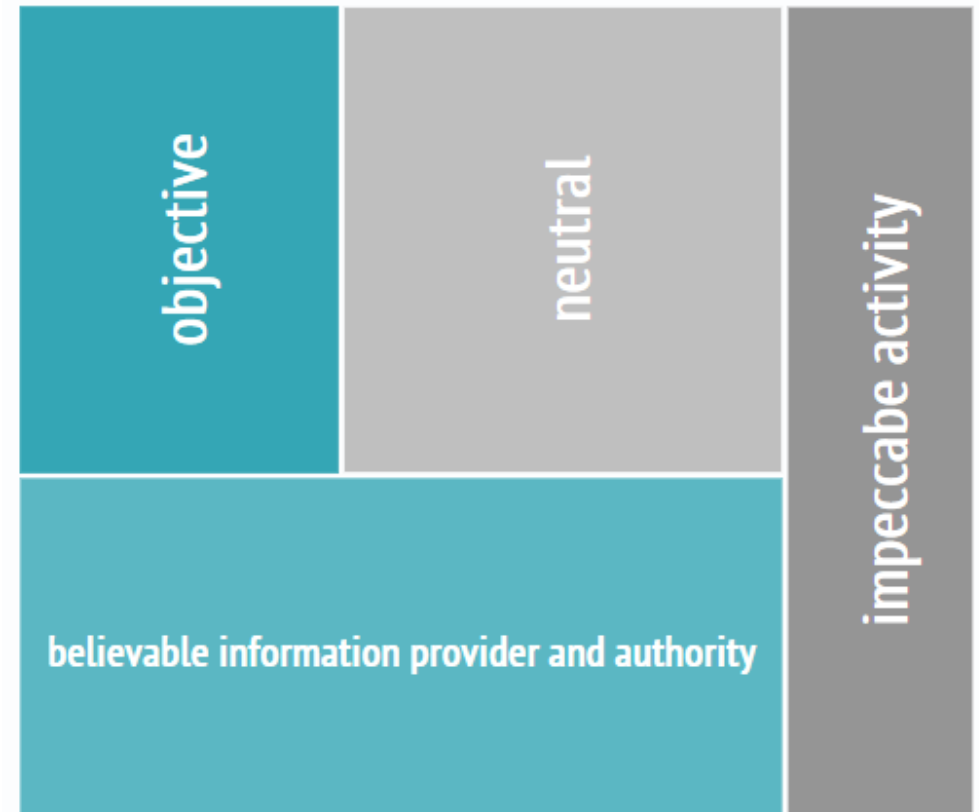 objective
neutral
impeccabe activity
believable information provider and authority